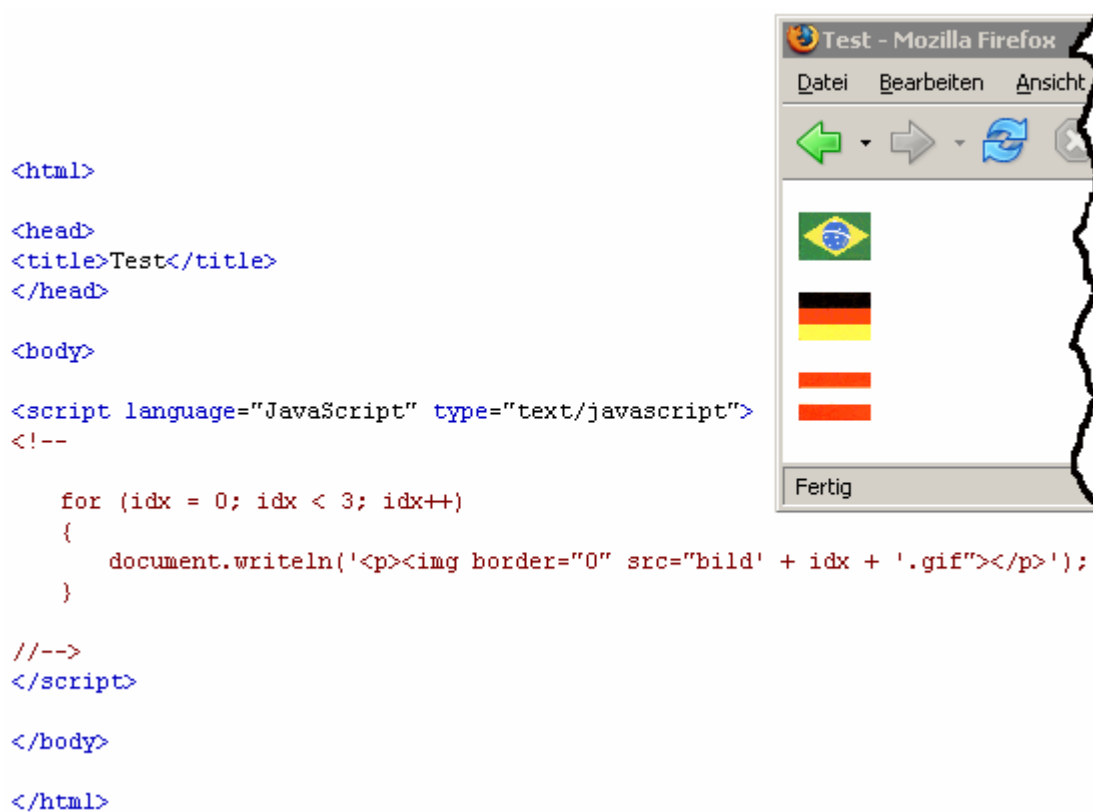 Test - Mozilla Firefox
Datei Bearbeiten Ansicht
<html>
<head>
<title>Test</title>
</head>
<body>
<script language="JavaScript" type="text/javascript">
<!--
Fertig
for (idx = 0; idx < 3; idx++)
{
document.writeln('<p><img border="0" src="bild' + idx + '.gif"></p>');
}
//-->
</script>
</body>
</html>